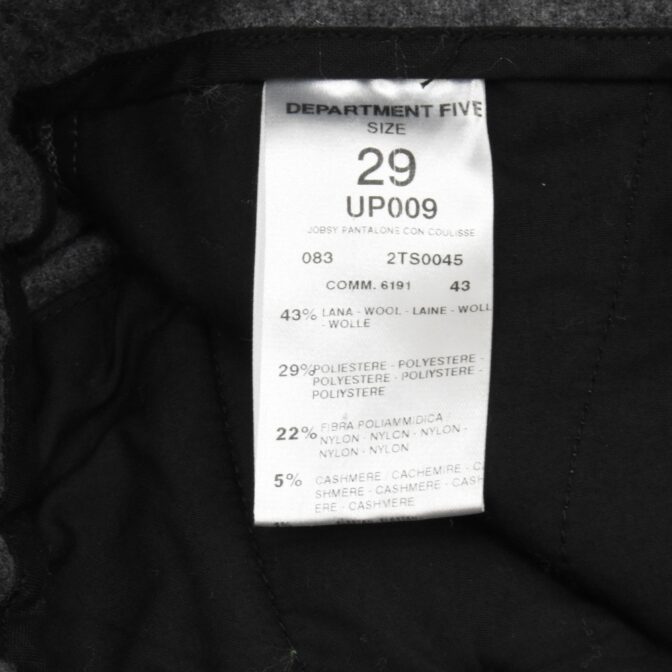 DEPARTMENT FIVE
SIZE
29
UP009
JOBSY PANTALONE CON COULISSE
083 2TS0045
COMM. 6191 43
43% LANA - WOOL - LAINE - WOLL
- WOLLE
29% POLIESTERE - POLYESTERE -
POLYESTERE - POLIYSTERE -
POLIYSTERE
22% FIBRA POLIAMMIDICA /
NYLON - NYLON - NYLON -
NYLON - NYLON
5% CASHMERE / CACHEMIRE - C
SHMERE - CASHMERE - CASH
ERE - CASHMERE